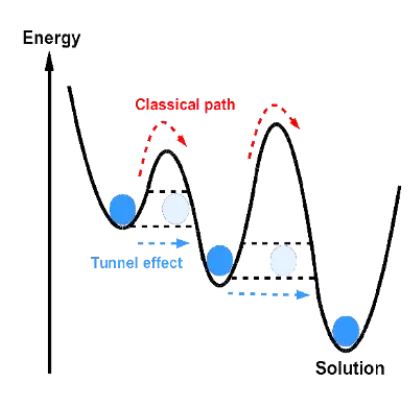 Energy
Classical path
Tunnel effect
Solution